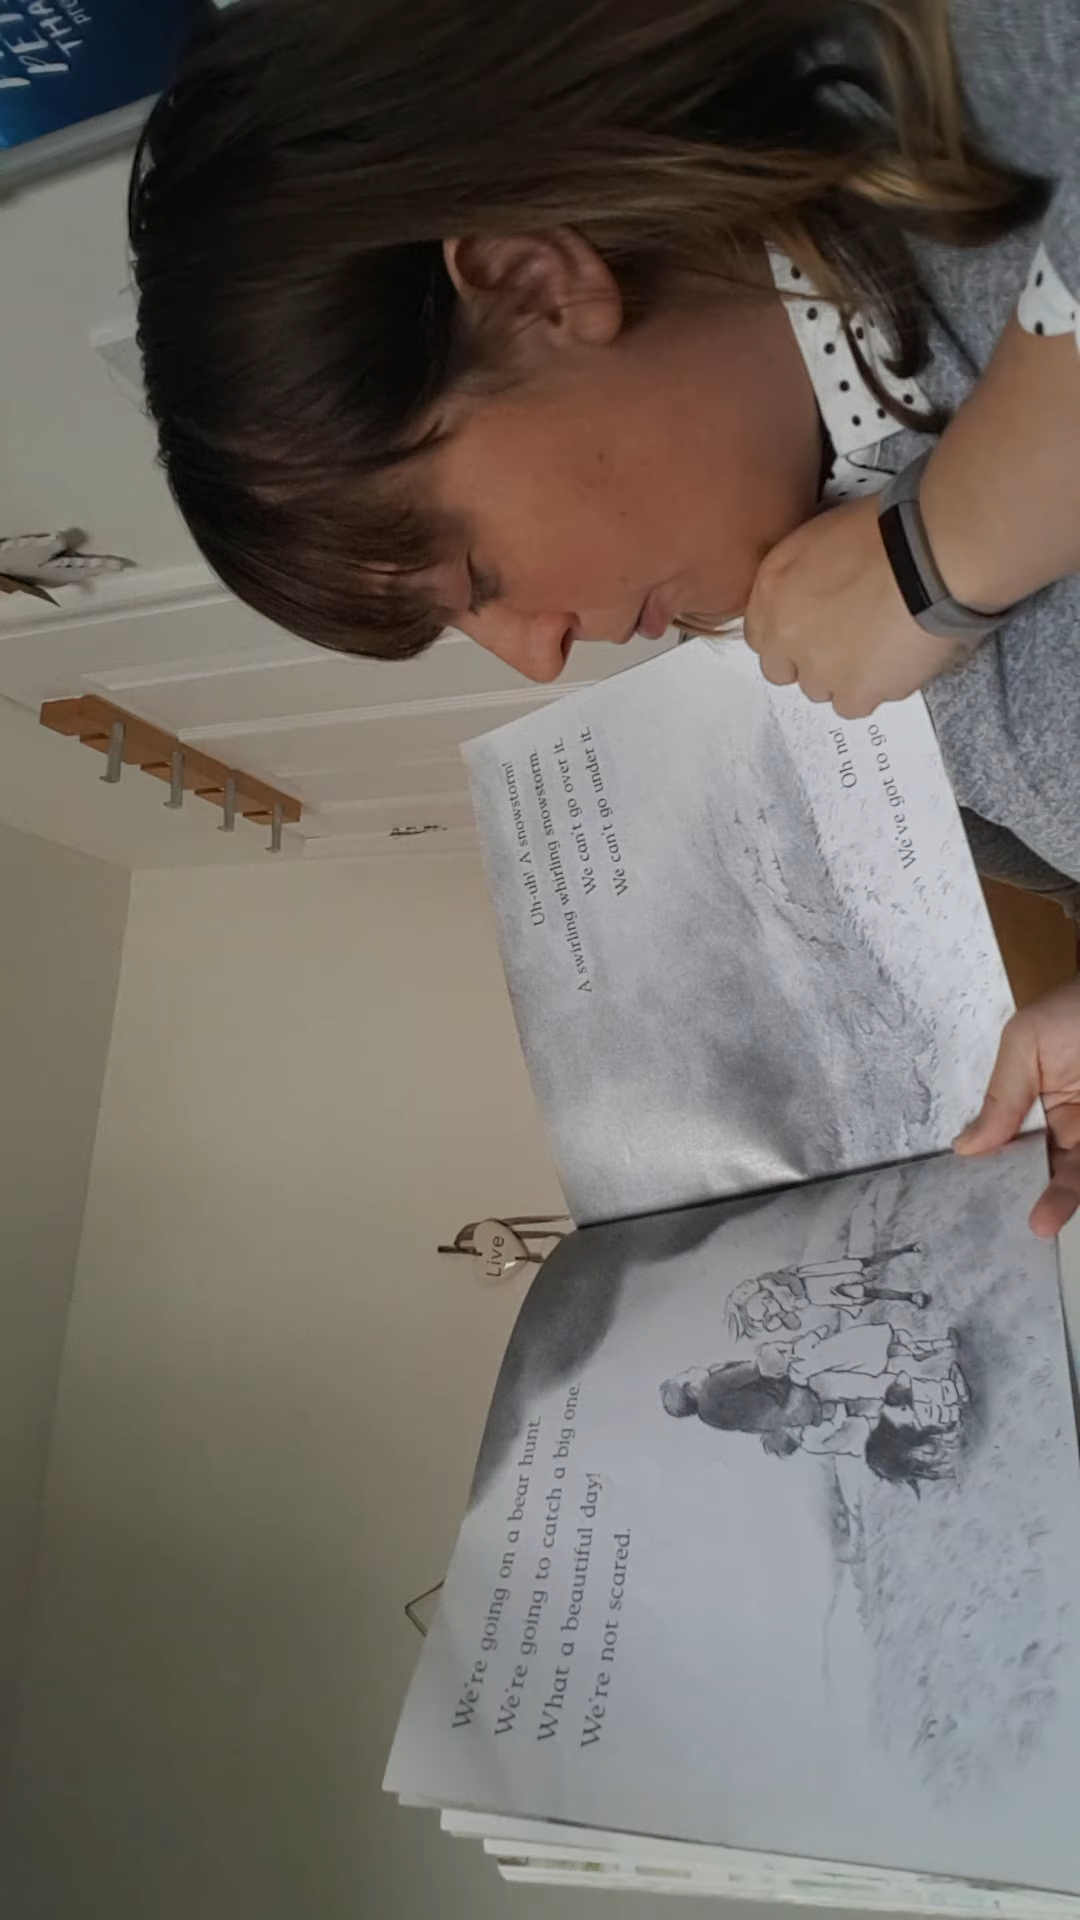 We're going on a bear hunt.
We're going to catch a big one.
What a beautiful day!
We're not scared.
Uh-uh! A snowstorm!
A swirling whirling snowstorm.
We can't go over it.
We can't go under it.
Oh no!
We've got to go
Live
THA